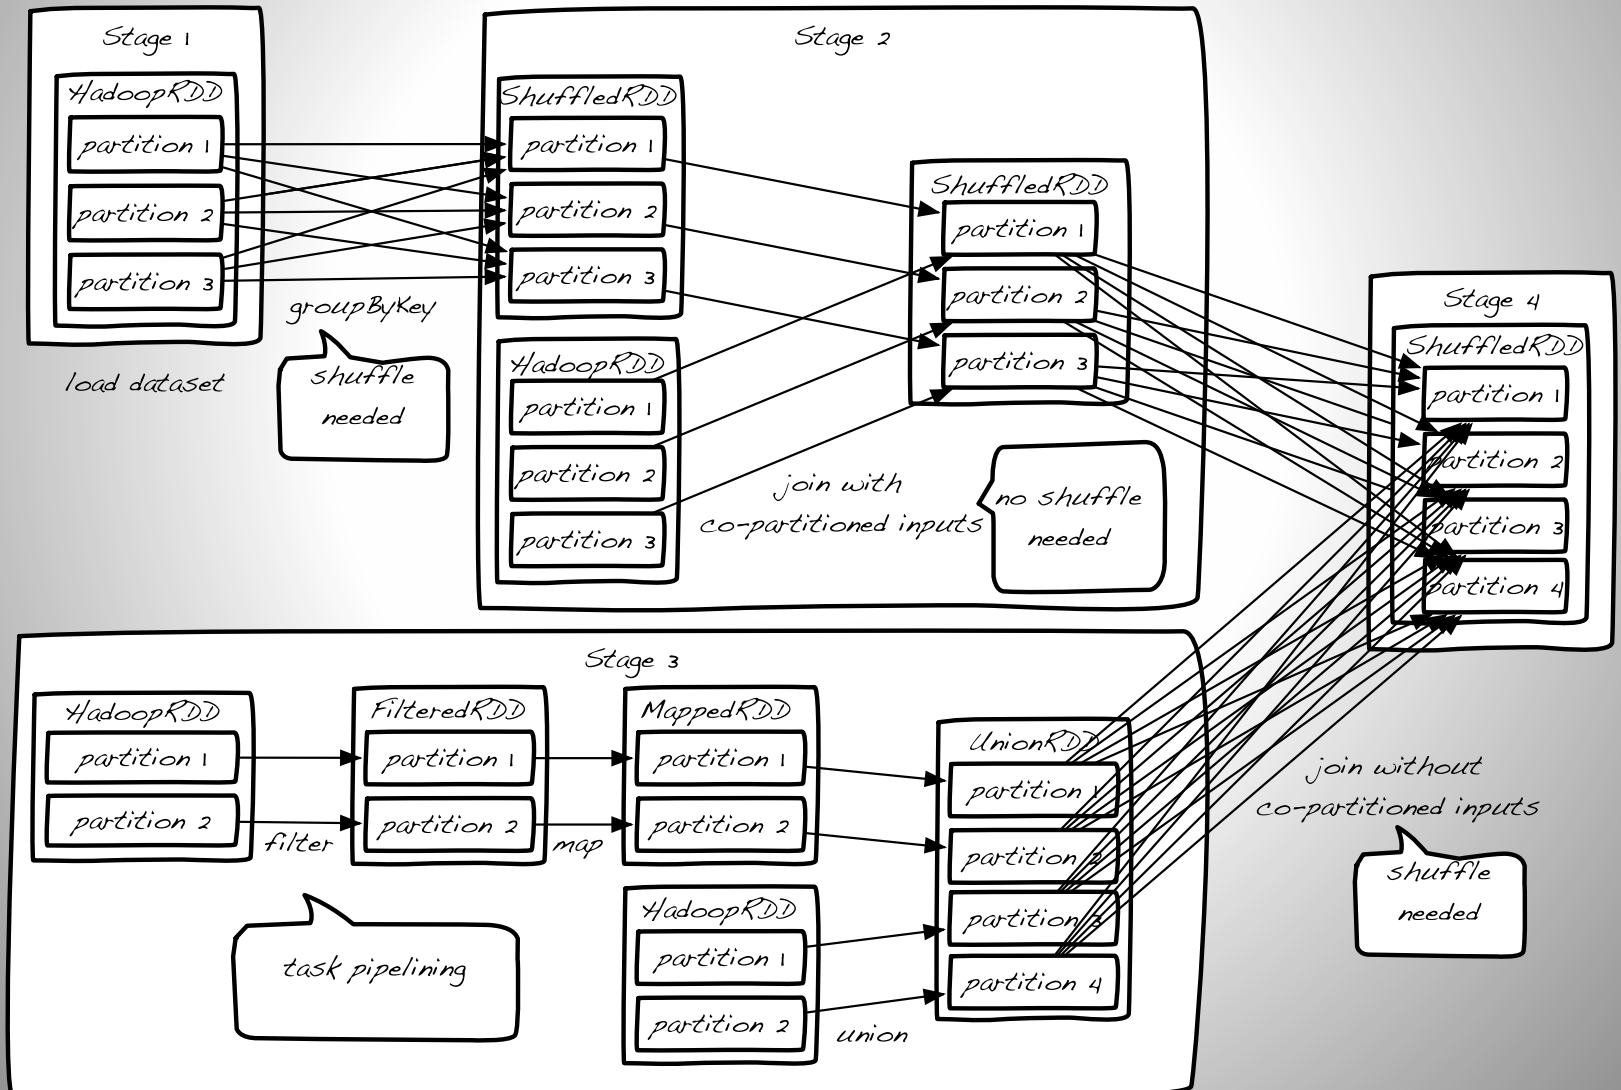 Stage 1
HadoopRDD
partition 1
partition 2
partition 3
load dataset
groupByKey
shuffle
needed
Stage 2
ShuffledRDD
partition 1
partition 2
partition 3
HadoopRDD
partition 1
partition 2
partition 3
ShuffledRDD
partition 1
partition 2
partition 3
join with
co-partitioned inputs
no shuffle
needed
Stage 4
ShuffledRDD
partition 1
partition 2
partition 3
partition 4
Stage 3
HadoopRDD
partition 1
partition 2
filter
FilteredRDD
partition 1
partition 2
map
MappedRDD
partition 1
partition 2
task pipelining
HadoopRDD
partition 1
partition 2
union
UnionRDD
partition 1
partition 2
partition 3
partition 4
join without
co-partitioned inputs
shuffle
needed